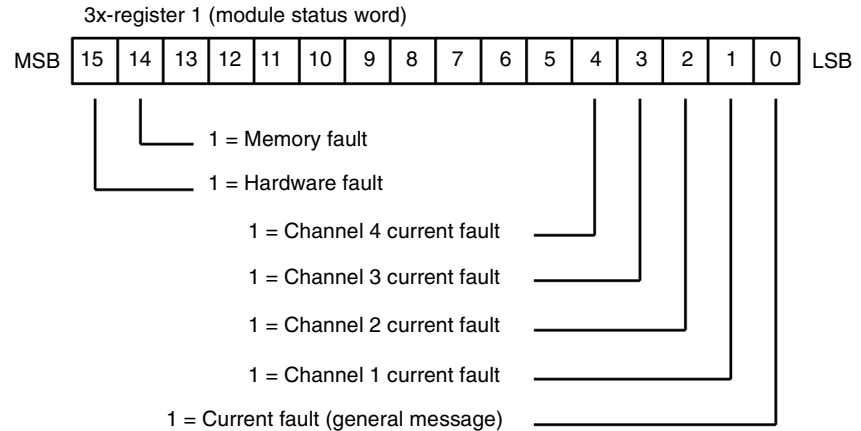 3x-register 1 (module status word)
MSB 15 14 13 12 11 10 9 8 7 6 5 4 3 2 1 0 LSB
1 = Memory fault
1 = Hardware fault
1 = Channel 4 current fault
1 = Channel 3 current fault
1 = Channel 2 current fault
1 = Channel 1 current fault
1 = Current fault (general message)